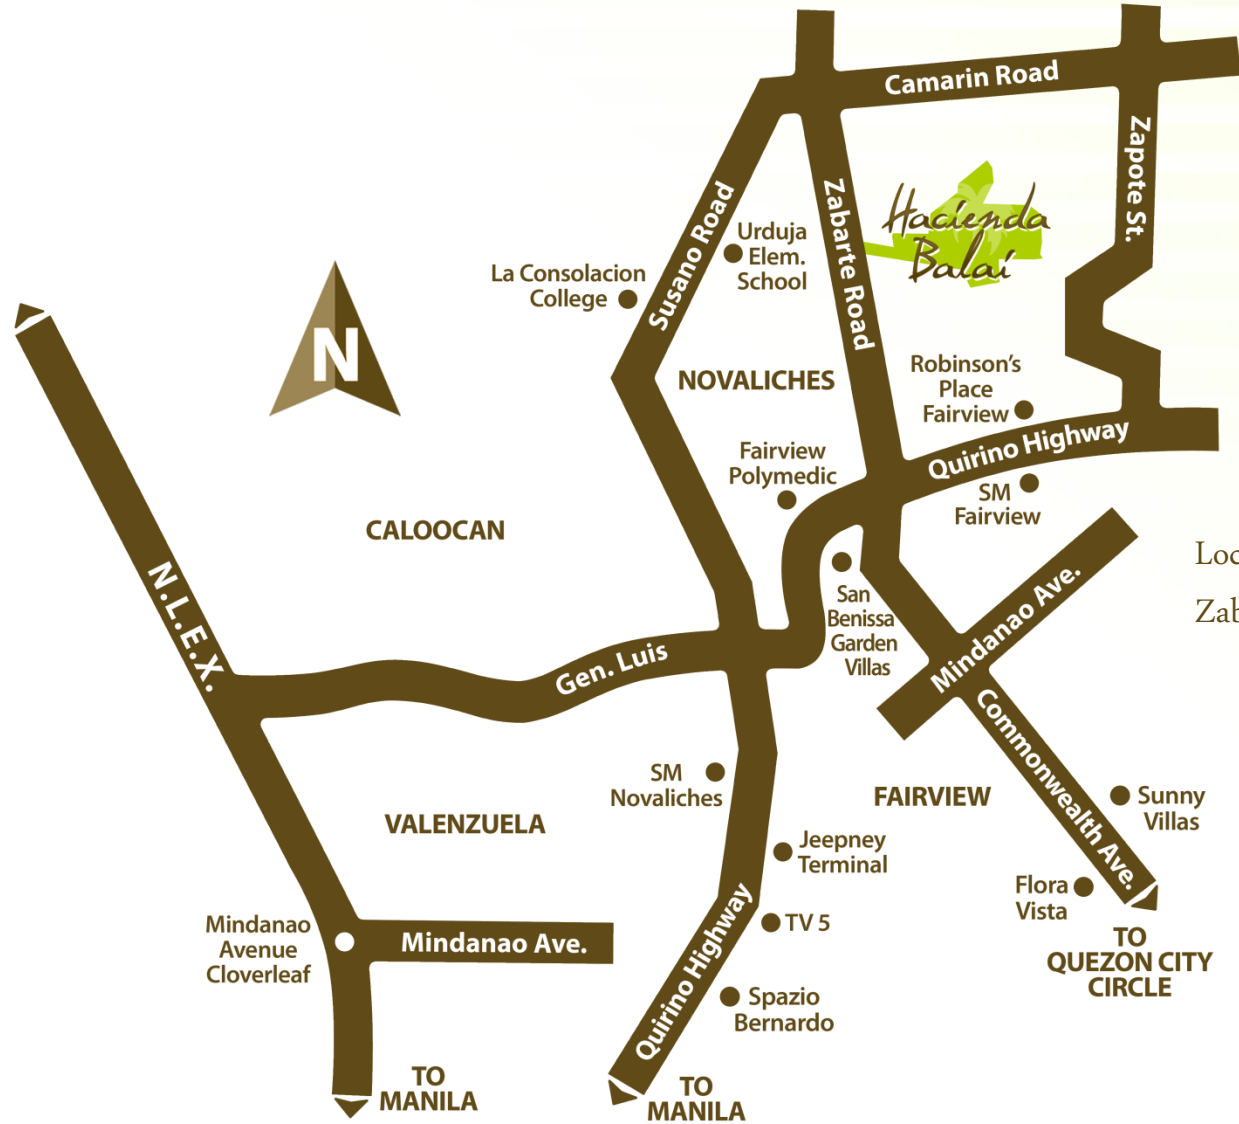 Camarin Road
Zapote St.
Hacienda
Balai
Zabarte Road
Susano Road
Urduja
Elem.
School
La Consolacion
College
N
NOVALICHES
Robinson's
Place
Fairview
Quirino Highway
Fairview
Polymedic
SM
Fairview
CALOOCAN
Loc
Zab
N.L.E.X.
San
Benissa
Garden
Villas
Mindanao Ave.
Gen. Luis
Commonwealth Ave.
SM
Novaliches
FAIRVIEW
Sunny
Villas
VALENZUELA
Jeepney
Terminal
Flora
Vista
Mindanao
Avenue
Cloverleaf
Mindanao Ave.
TV 5
Quirino Highway
TO
QUEZON CITY
CIRCLE
Spazio
Bernardo
TO
MANILA
TO
MANILA